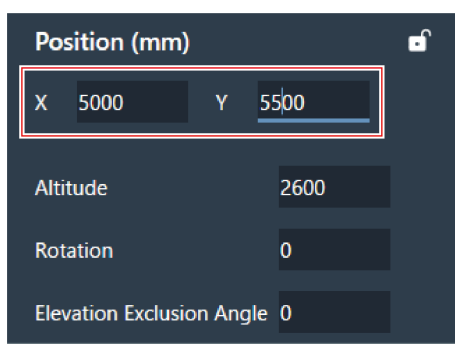 Position (mm)
X 5000 Y 5500
Altitude 2600
Rotation 0
Elevation Exclusion Angle 0